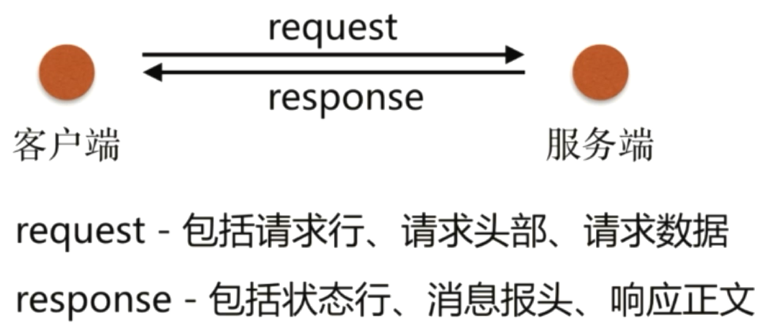 request
response
客户端
服务端
request - 包括请求行、请求头部、请求数据
response - 包括状态行、消息报头、响应正文